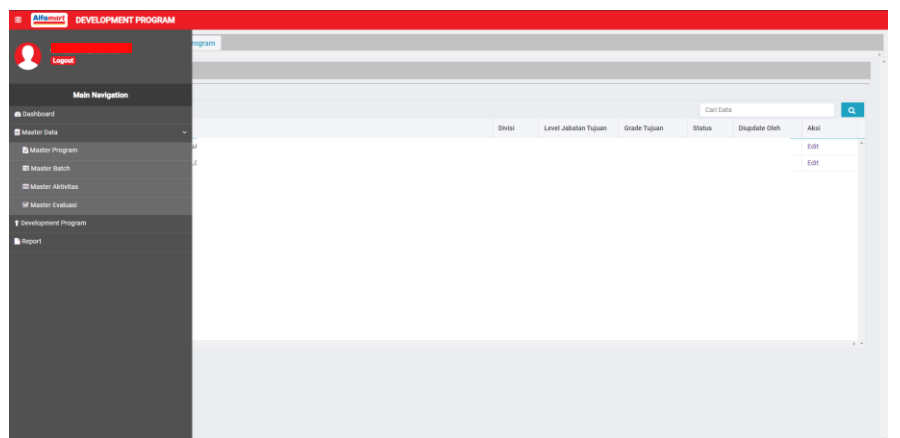 Alfamart DEVELOPMENT PROGRAM
rogram
Logout
Main Navigation
Dashboard
Master Data
Master Program
Master Batch
Master Aktivitas
Master Evaluasi
Development Program
Report
Cari Data
Divisi Level Jabatan Tujuan Grade Tujuan Status Diupdate Oleh Aksi
Edit
Edit